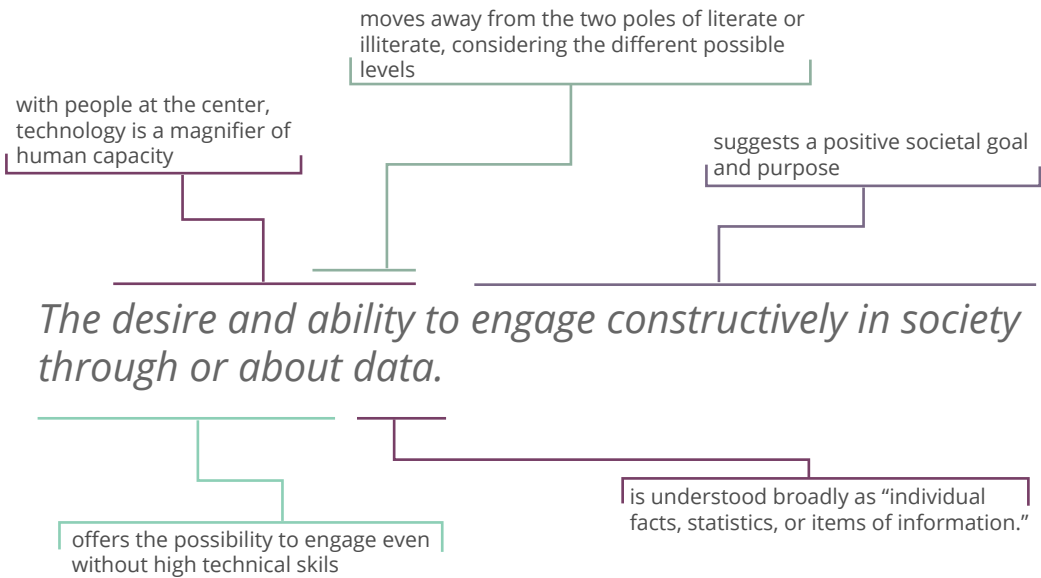 moves away from the two poles of literate or
illiterate, considering the different possible
levels
with people at the center,
technology is a magnifier of
human capacity
suggests a positive societal goal
and purpose
The desire and ability to engage constructively in society
through or about data.
is understood broadly as “individual
facts, statistics, or items of information.”
offers the possibility to engage even
without high technical skils